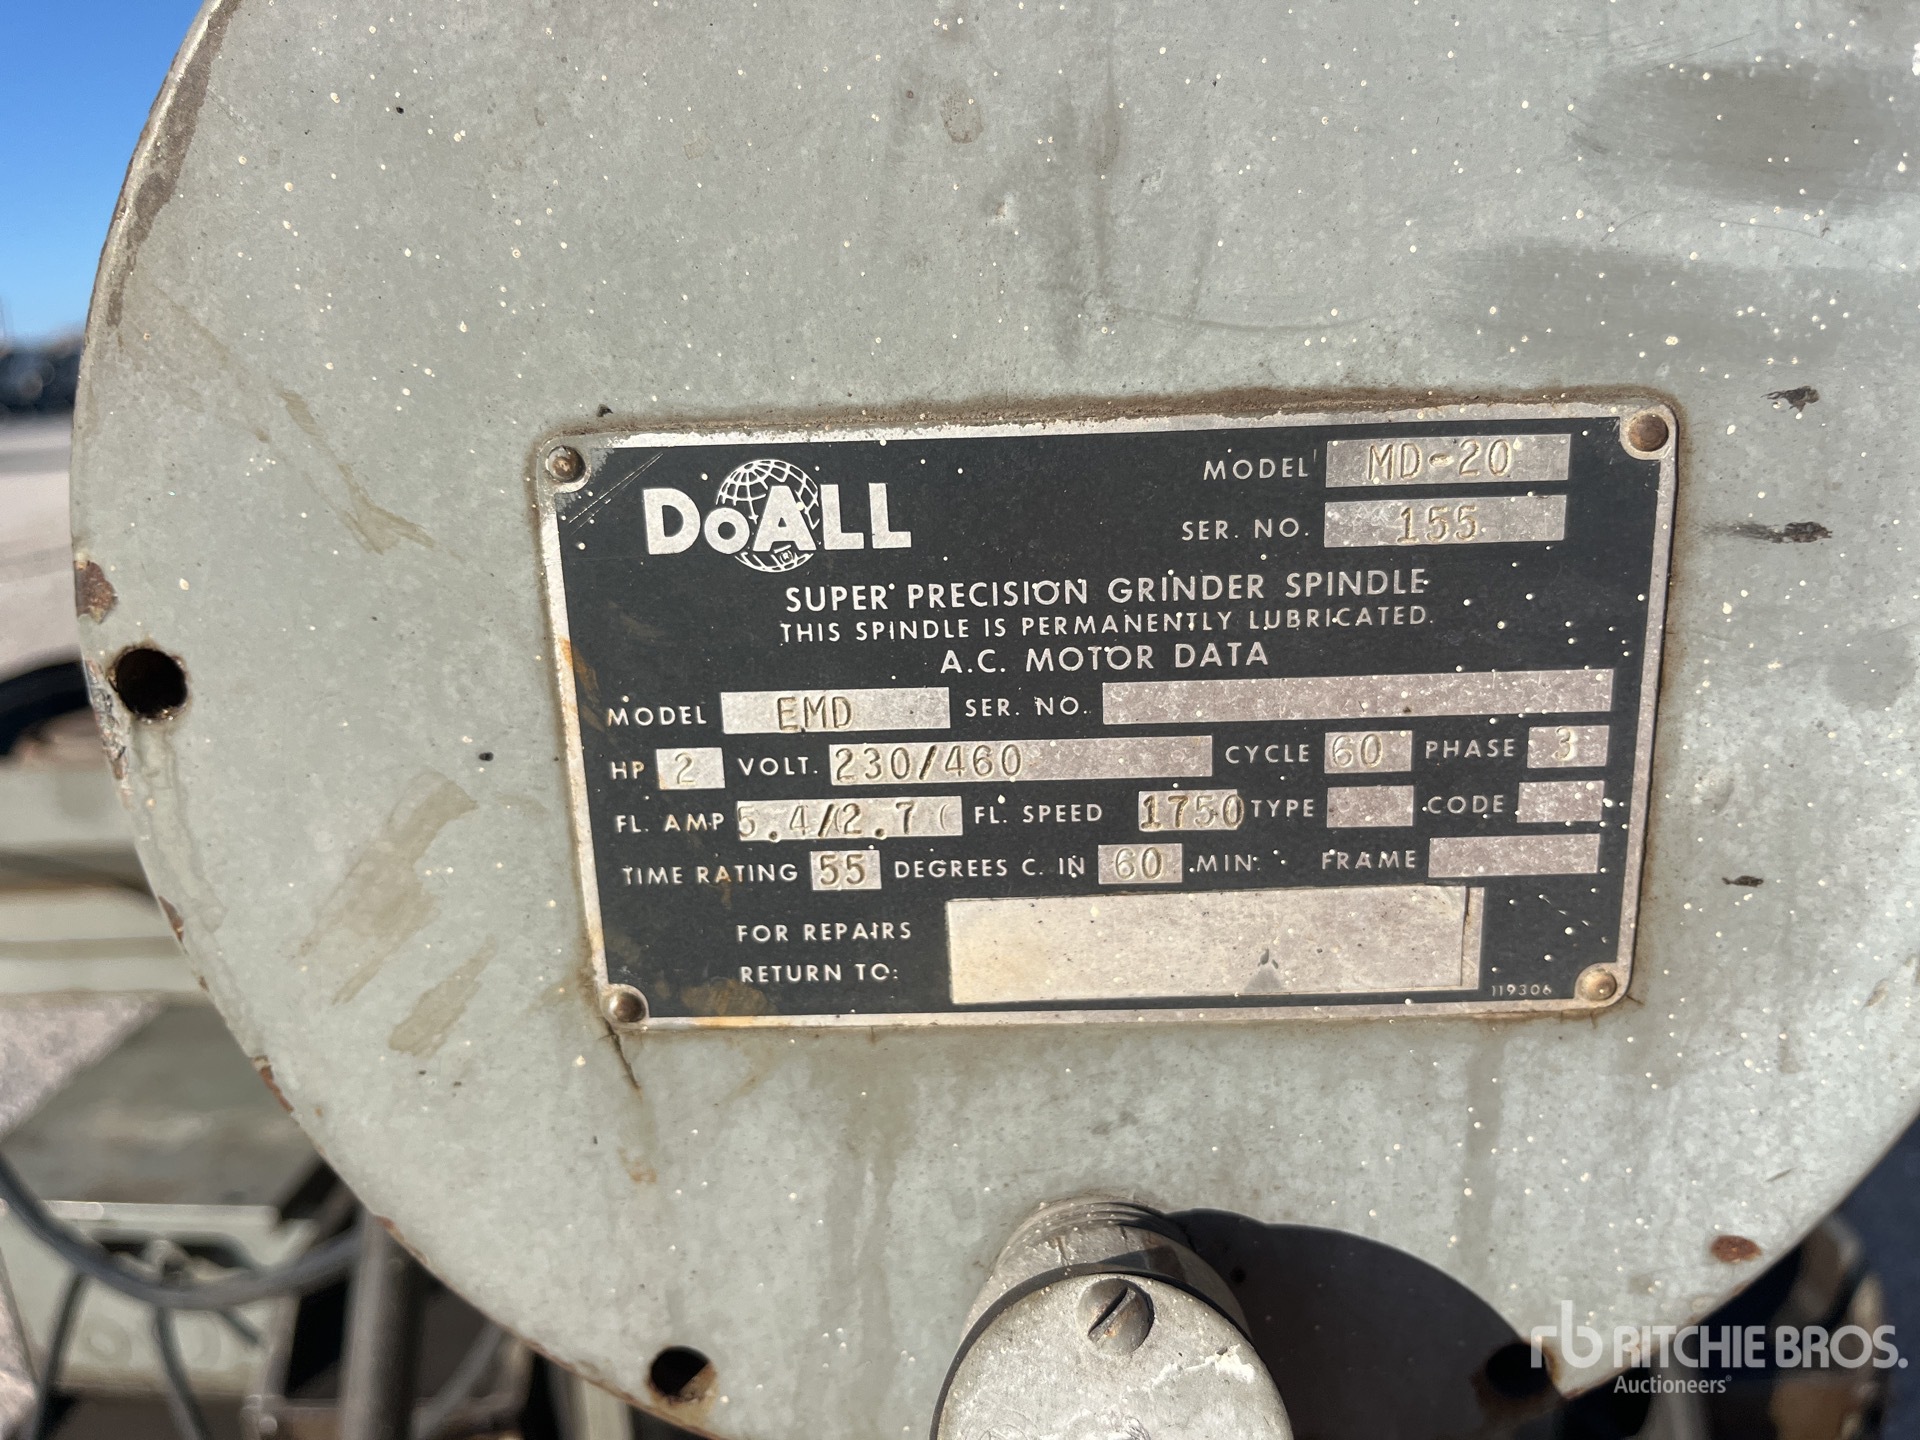 DoALL
MODEL MD-20
SER. NO. 155
SUPER PRECISION GRINDER SPINDLE
THIS SPINDLE IS PERMANENTLY LUBRICATED.
A.C. MOTOR DATA
MODEL EMD SER. NO.
HP 2 VOLT. 230/460 CYCLE 60 PHASE 3
FL. AMP 5.4/2.7 FL. SPEED 1750 TYPE CODE
TIME RATING 55 DEGREES C. IN 60 MIN. FRAME
FOR REPAIRS
RETURN TO:
119306
rb RITCHIE BROS.
Auctioneers